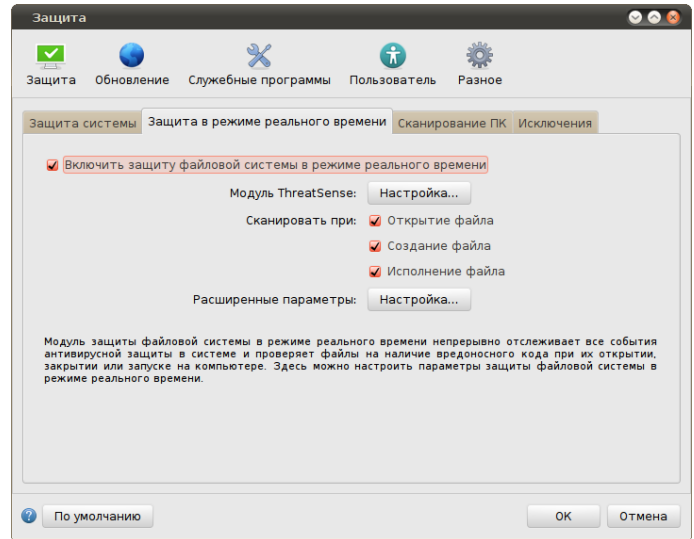 Защита
Защита Обновление Служебные программы Пользователь Разное
Защита системы Защита в режиме реального времени Сканирование ПК Исключения
Включить защиту файловой системы в режиме реального времени
Модуль ThreatSense: Настройка...
Сканировать при: Открытие файла
Создание файла
Исполнение файла
Расширенные параметры: Настройка...
Модуль защиты файловой системы в режиме реального времени непрерывно отслеживает все события
антивирусной защиты в системе и проверяет файлы на наличие вредоносного кода при их открытии,
закрытии или запуске на компьютере. Здесь можно настроить параметры защиты файловой системы в
режиме реального времени.
? По умолчанию ОК Отмена